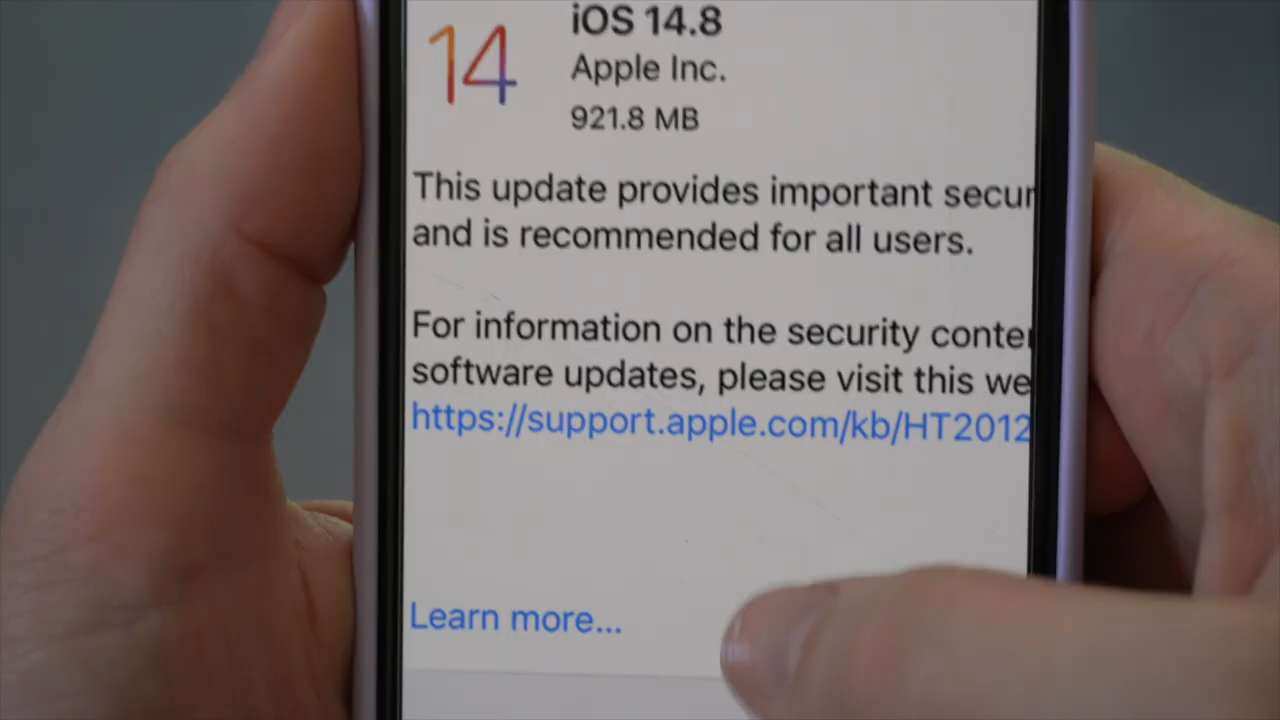 14
iOS 14.8
Apple Inc.
921.8 MB
This update provides important secur
and is recommended for all users.
For information on the security conte
software updates, please visit this we
https://support.apple.com/kb/HT2012
Learn more...